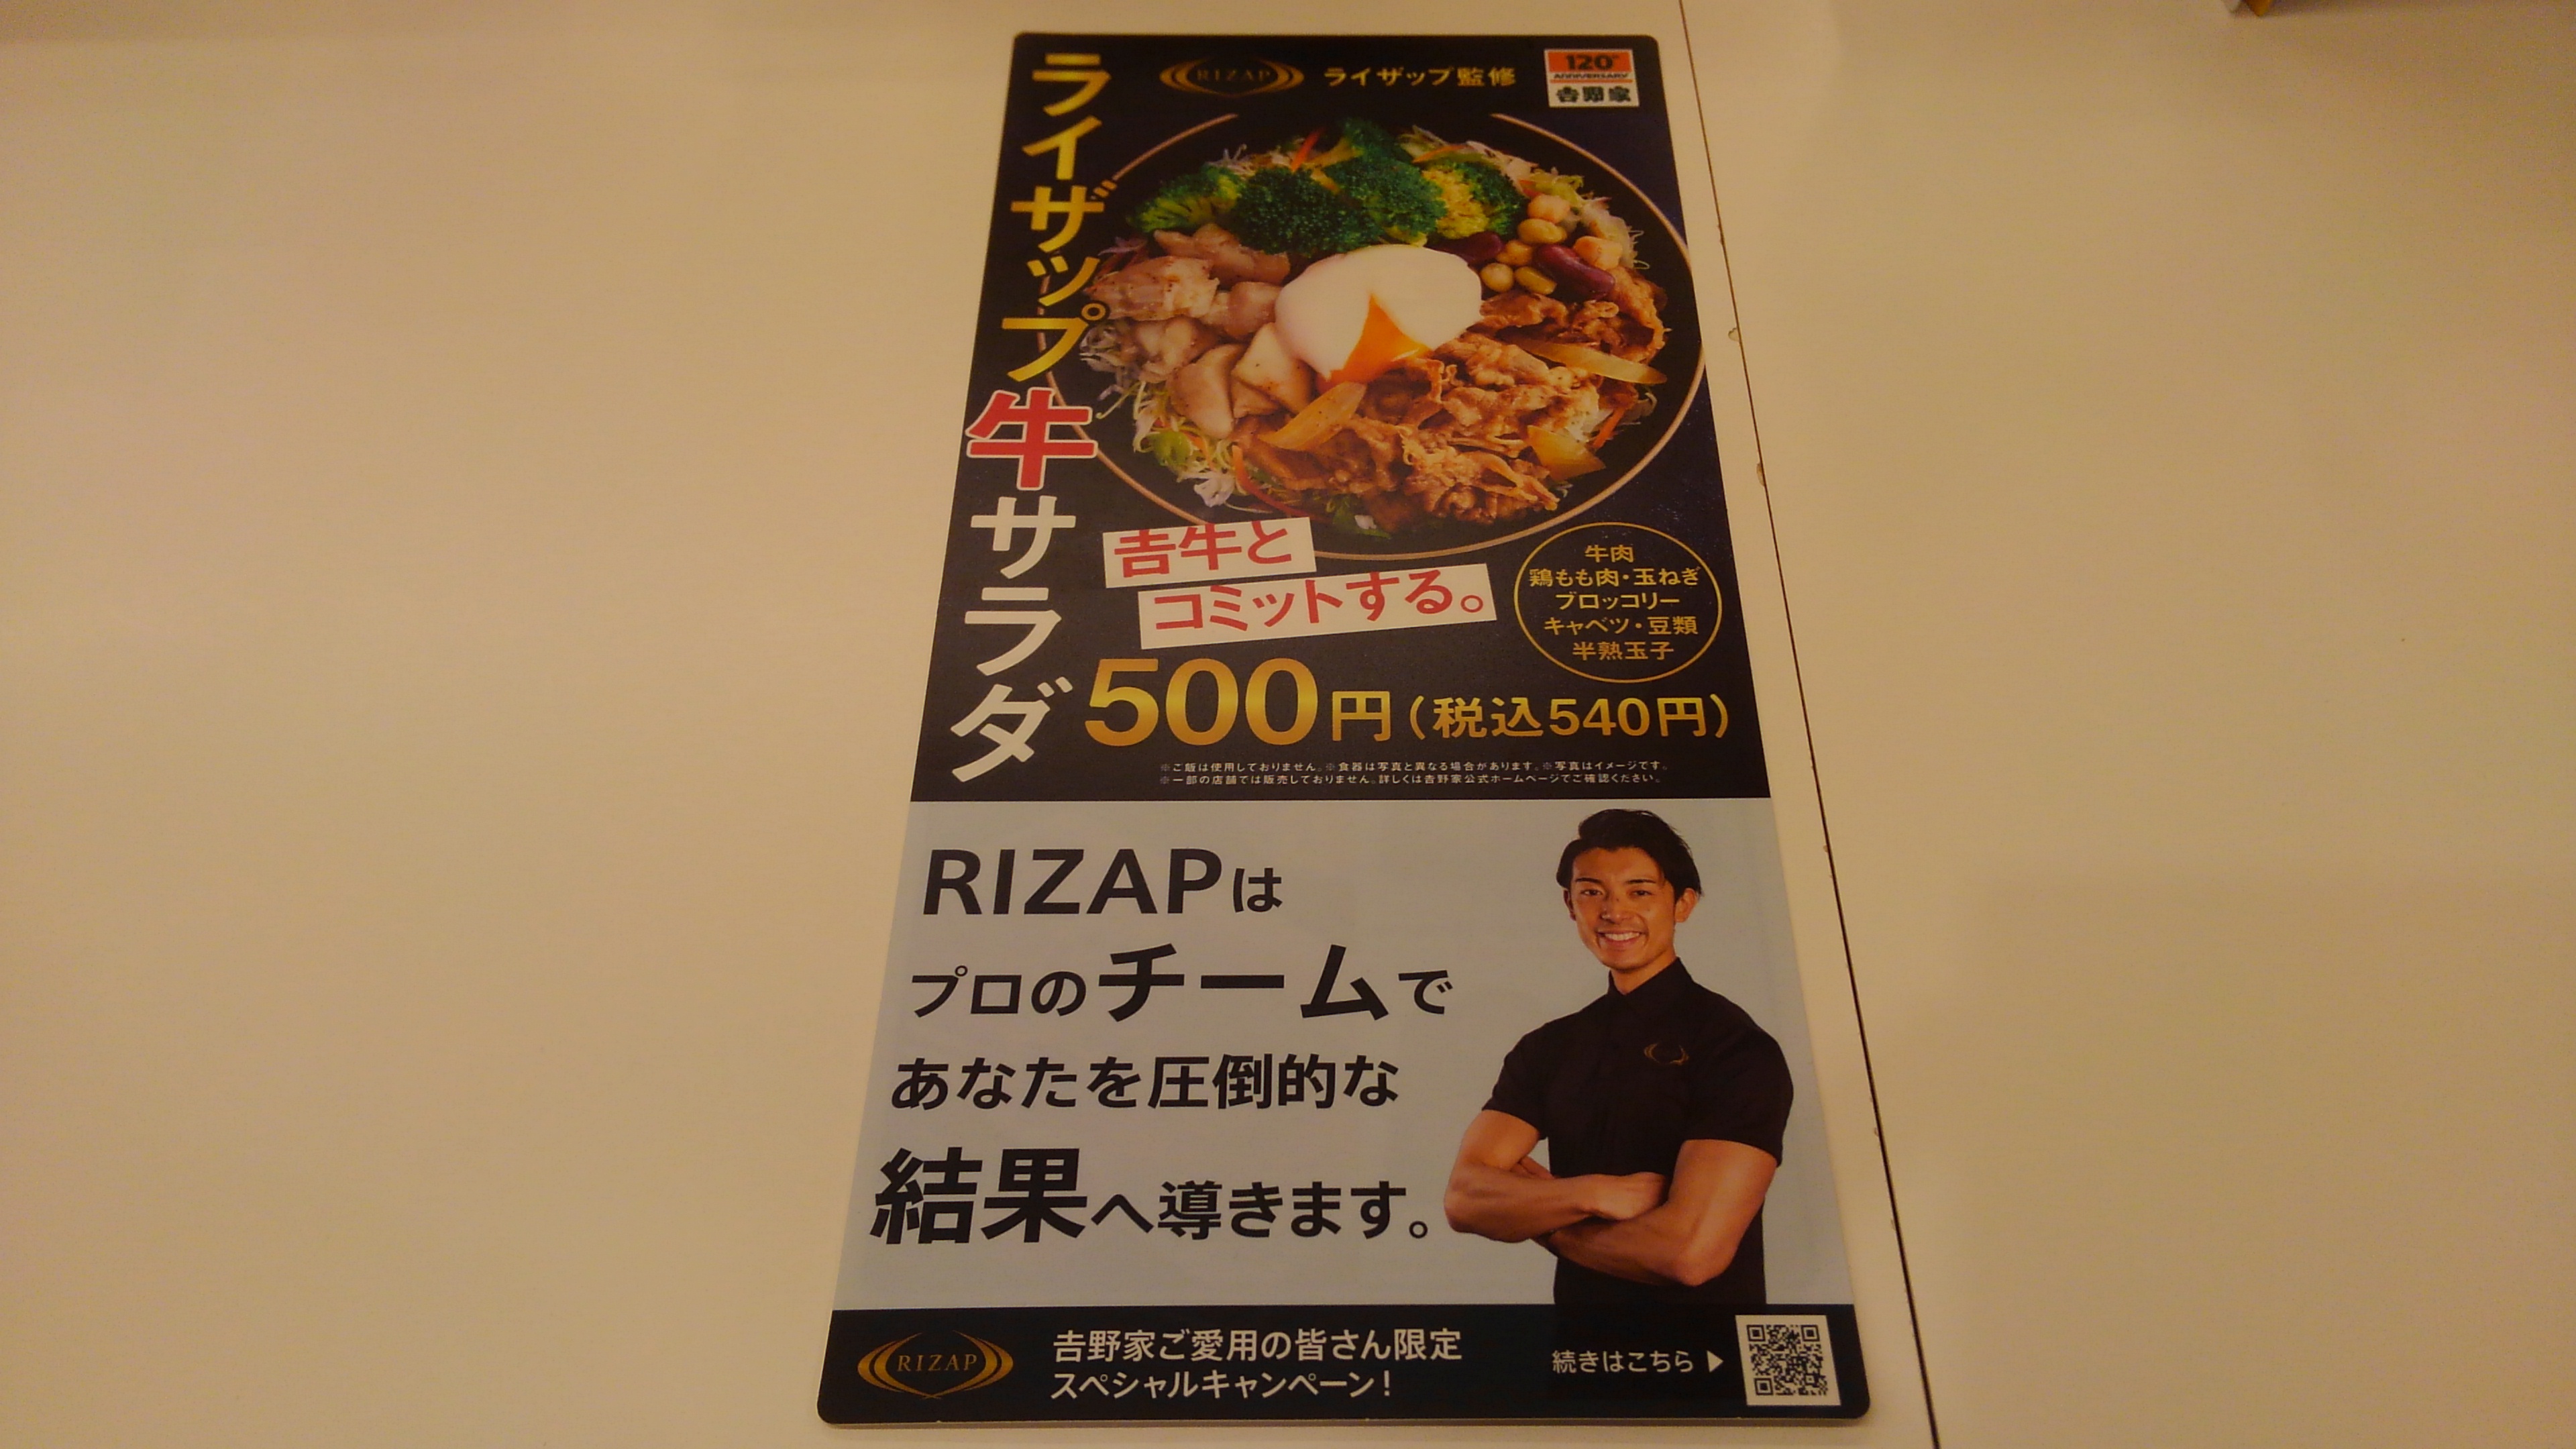 RIZAP ライザップ監修
120th
ANNIVERSARY
吉野家
ライザップ牛サラダ
吉牛と
コミットする。
牛肉
鶏もも肉・玉ねぎ
ブロッコリー
キャベツ・豆類
半熟玉子
500円(税込540円)
※ご飯は使用しておりません。※食器は写真と異なる場合があります。※写真はイメージです。
※一部の店舗では販売しておりません。詳しくは吉野家公式ホームページでご確認ください。
RIZAPは
プロのチームで
あなたを圧倒的な
結果へ導きます。
RIZAP
吉野家ご愛用の皆さん限定
スペシャルキャンペーン!
続きはこちら▶